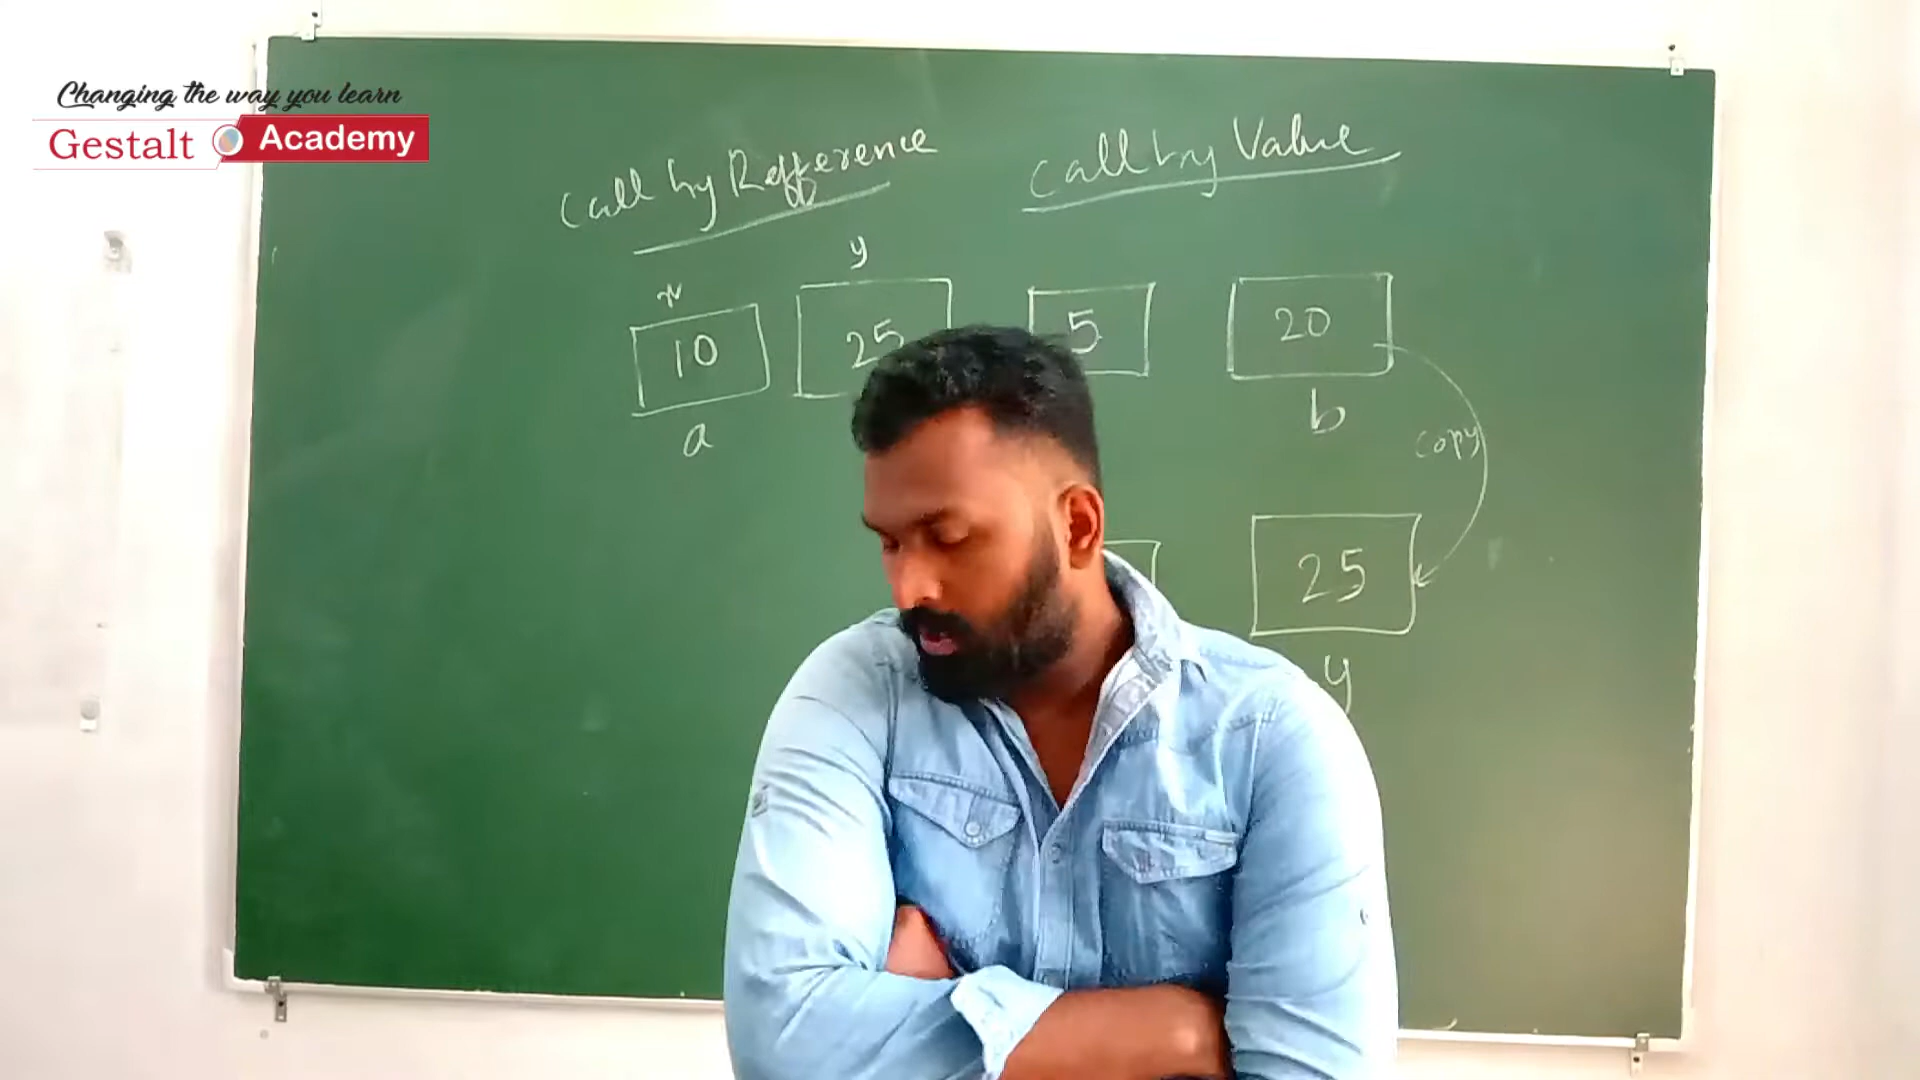 Changing the way you learn
Gestalt Academy
Call by Refference
Call by Value
x
y
10
25
5
20
a
b
copy
25
y